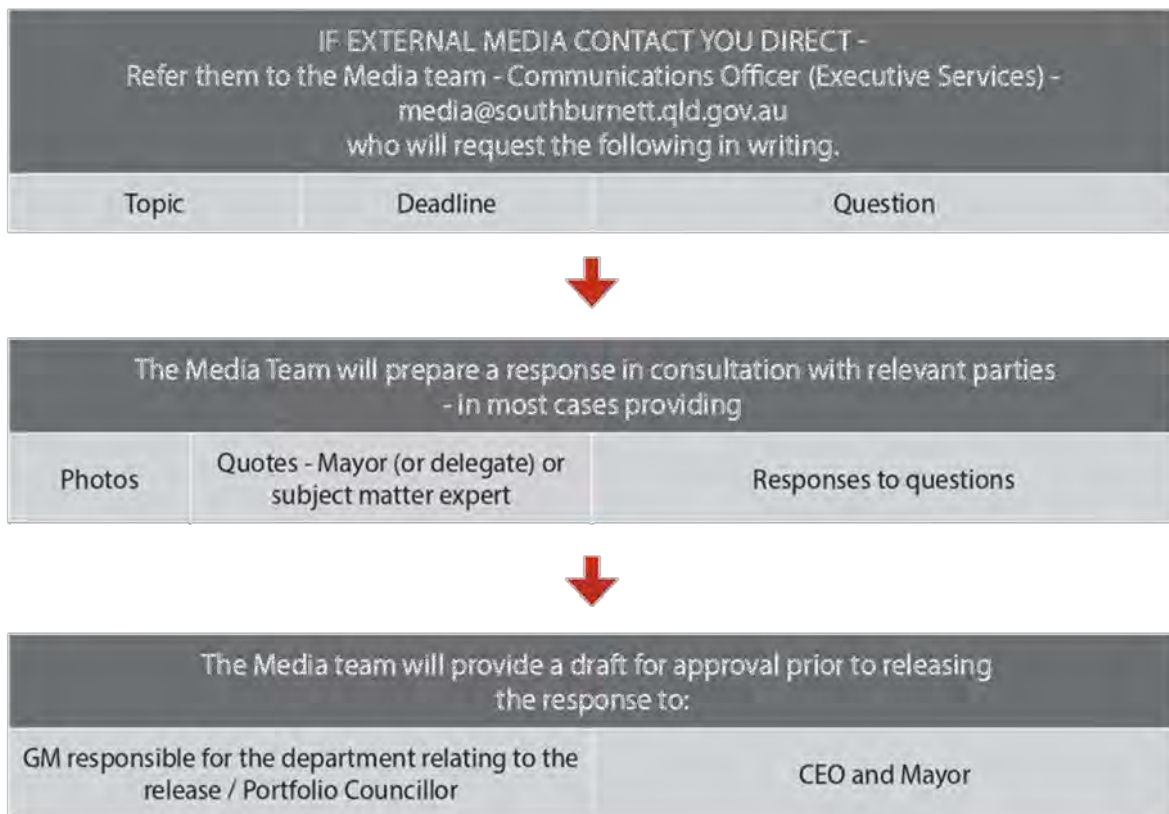 IF EXTERNAL MEDIA CONTACT YOU DIRECT -
Refer them to the Media team - Communications Officer (Executive Services) -
media@southburnett.qld.gov.au
who will request the following in writing.
Topic
Deadline
Question
The Media Team will prepare a response in consultation with relevant parties
- in most cases providing
Photos
Quotes - Mayor (or delegate) or
subject matter expert
Responses to questions
The Media team will provide a draft for approval prior to releasing
the response to:
GM responsible for the department relating to the
release / Portfolio Councillor
CEO and Mayor